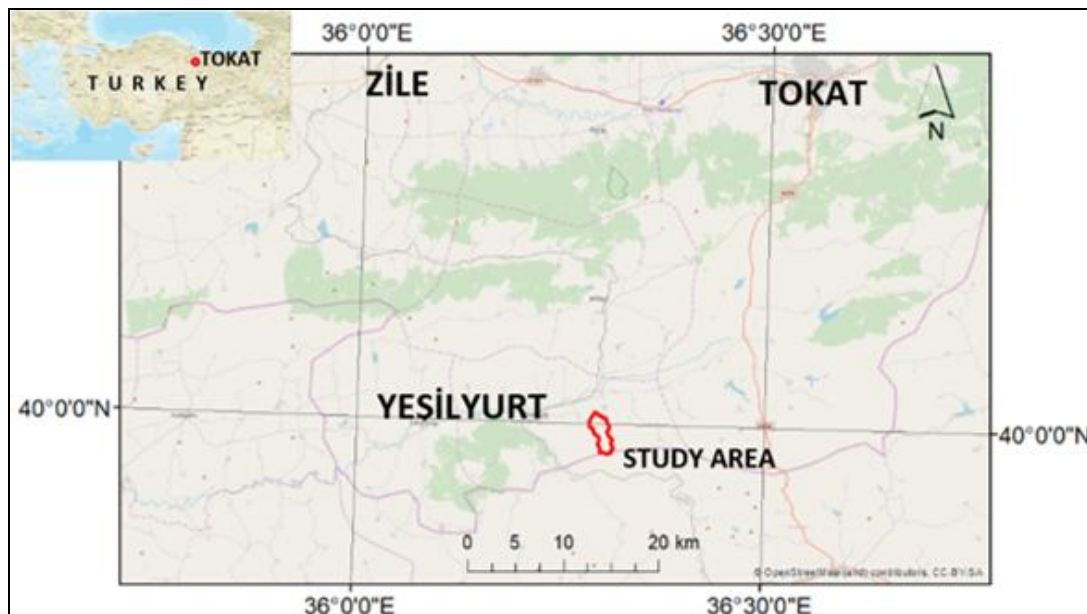 36°0'0"E
36°30'0"E
TOKAT
TURKEY
ZİLE
TOKAT
N
YEŞİLYURT
40°0'0"N
40°0'0"N
STUDY AREA
0 5 10 20 km
© OpenStreetMap (and) contributors, CC-BY-SA
36°0'0"E
36°30'0"E